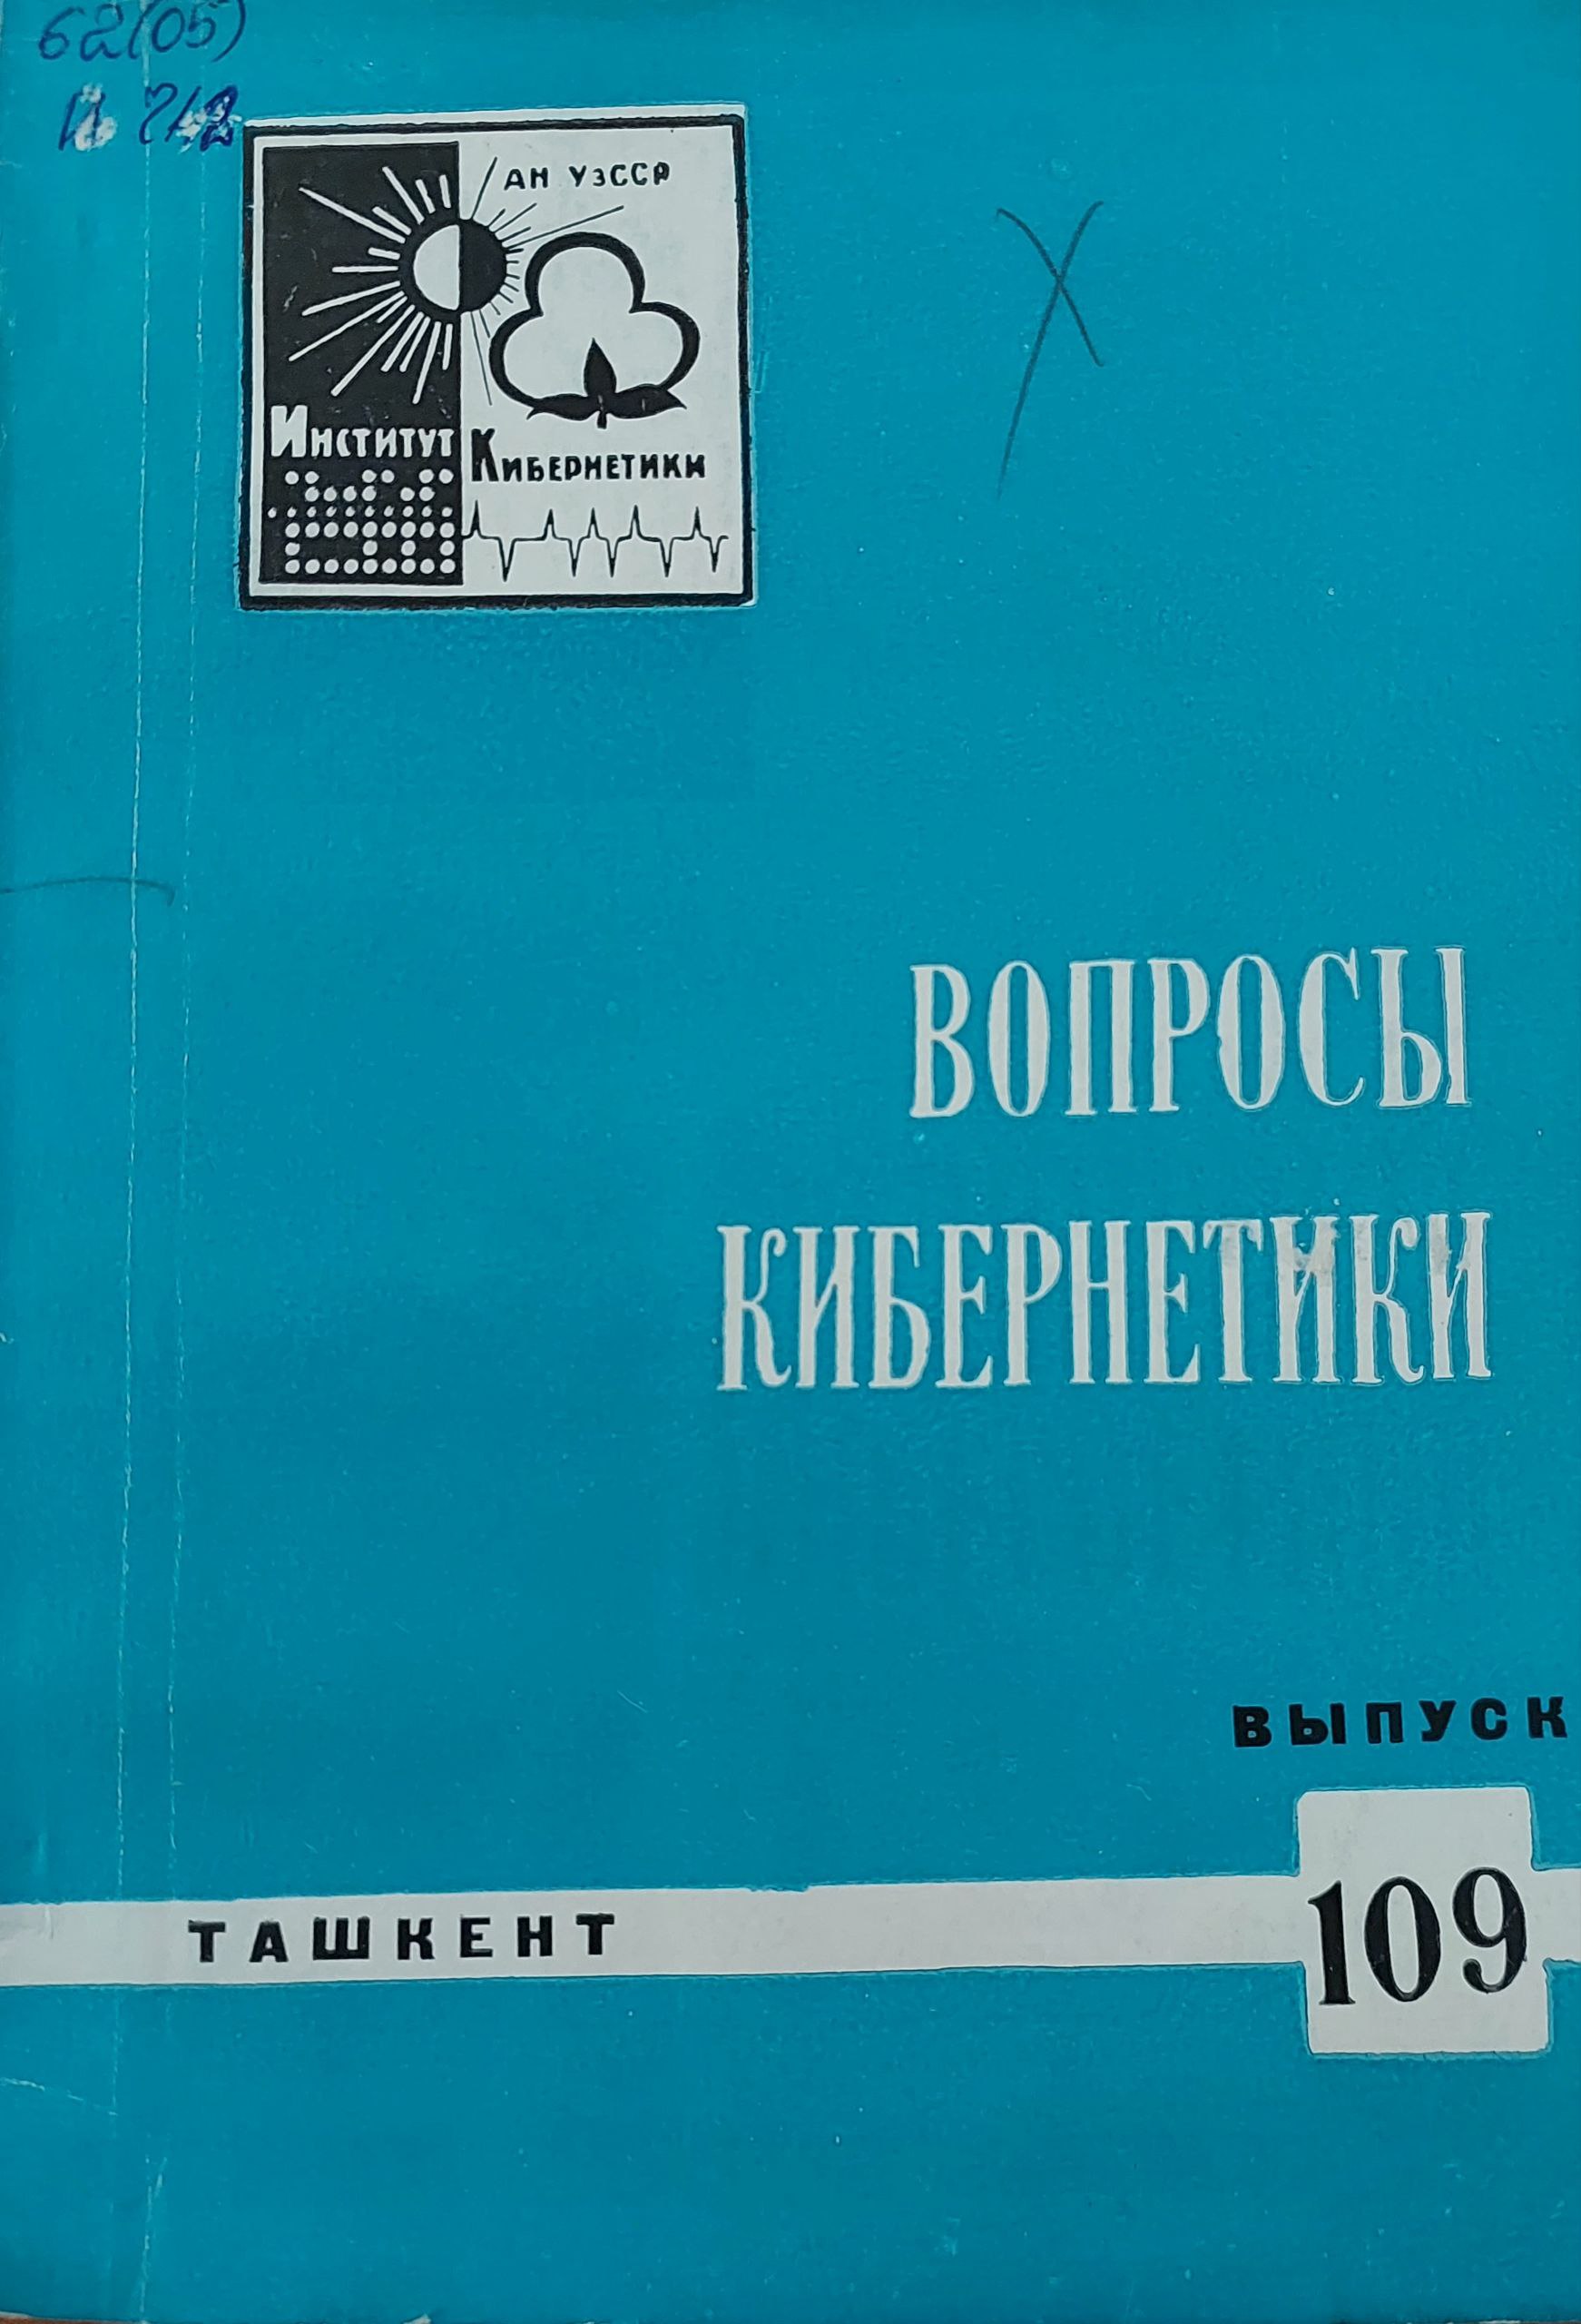 62(05)
АН УзССР
Институт
Кибернетики
ВОПРОСЫ
КИБЕРНЕТИКИ
ВЫПУСК
109
ТАШКЕНТ